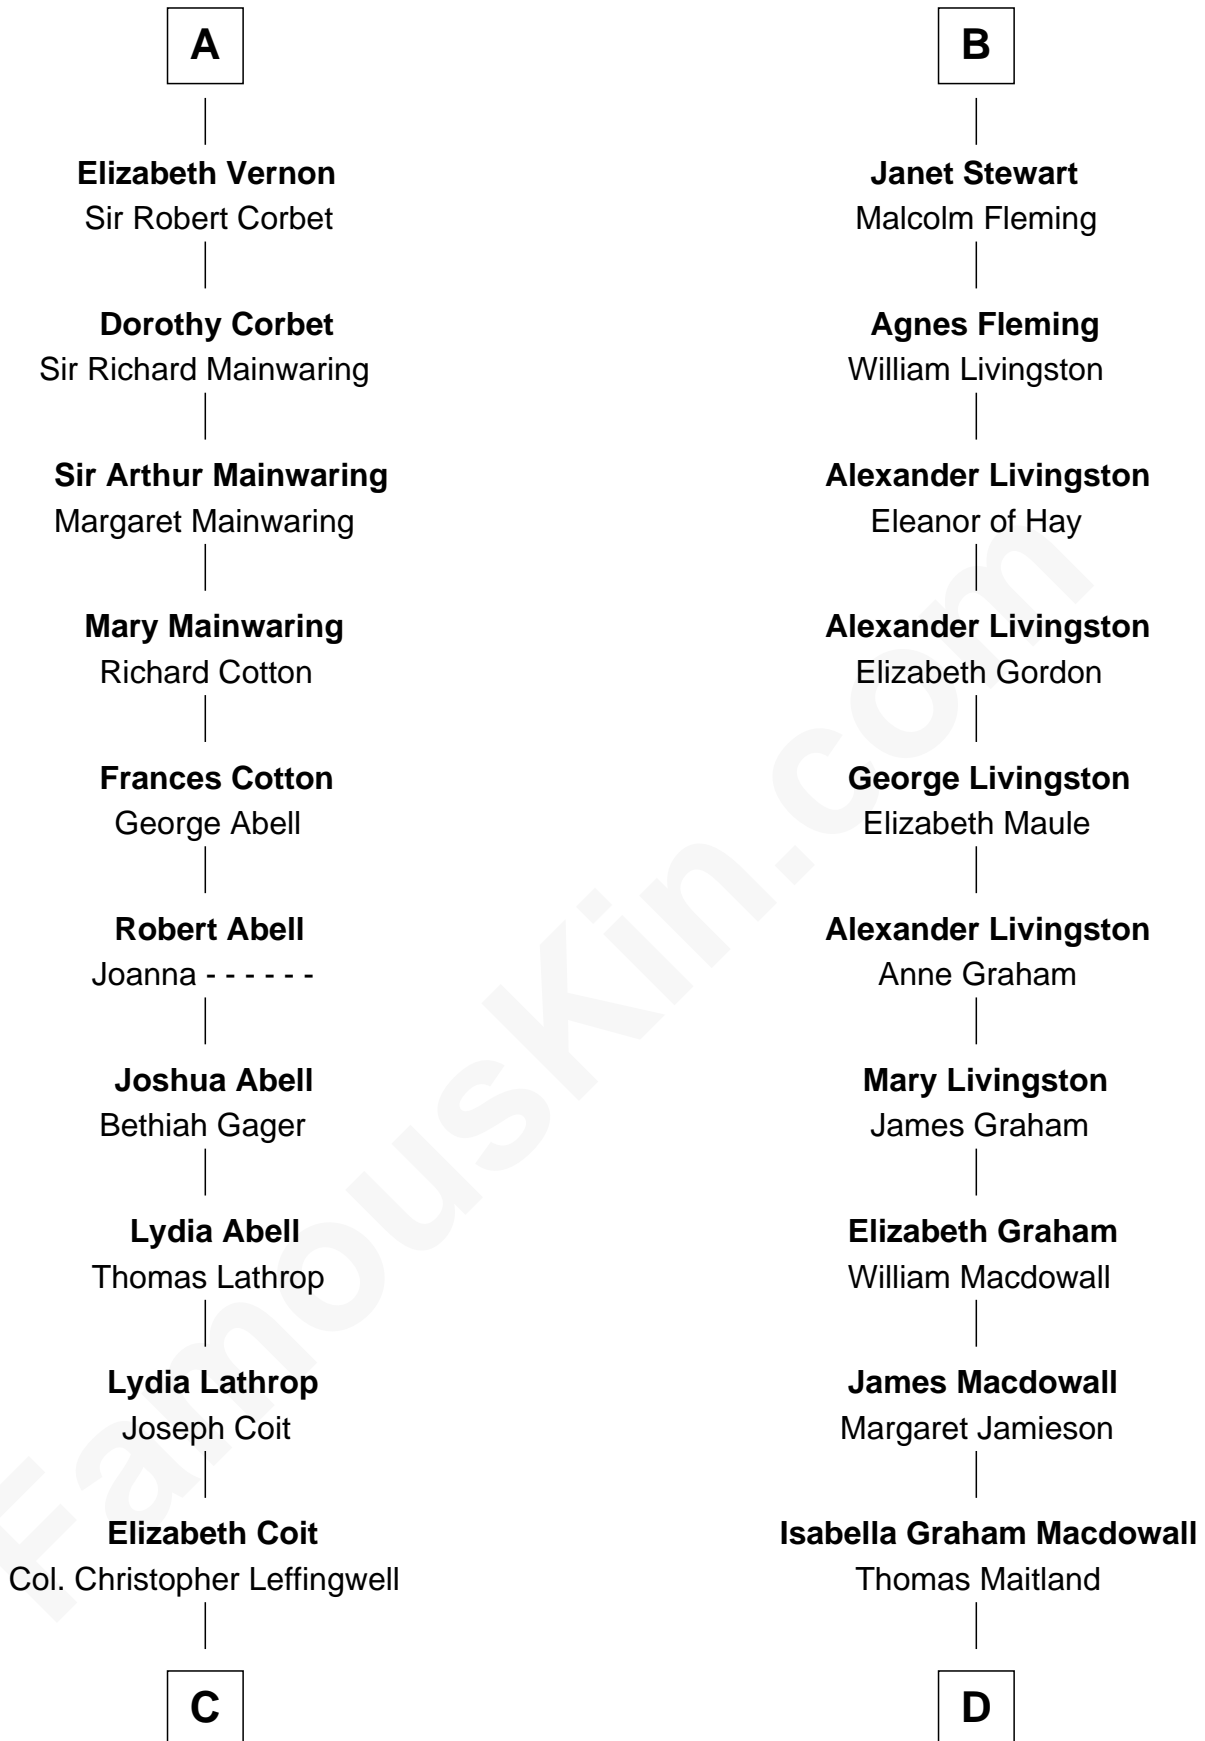 A
Elizabeth Vernon
Sir Robert Corbet
Dorothy Corbet
Sir Richard Mainwaring
Sir Arthur Mainwaring
Margaret Mainwaring
Mary Mainwaring
Richard Cotton
Frances Cotton
George Abell
Robert Abell
Joanna - - - - - -
Joshua Abell
Bethiah Gager
Lydia Abell
Thomas Lathrop
Lydia Lathrop
Joseph Coit
Elizabeth Coit
Col. Christopher Leffingwell
C
B
Janet Stewart
Malcolm Fleming
Agnes Fleming
William Livingston
Alexander Livingston
Eleanor of Hay
Alexander Livingston
Elizabeth Gordon
George Livingston
Elizabeth Maule
Alexander Livingston
Anne Graham
Mary Livingston
James Graham
Elizabeth Graham
William Macdowall
James Macdowall
Margaret Jamieson
Isabella Graham Macdowall
Thomas Maitland
D
FamousKin.com